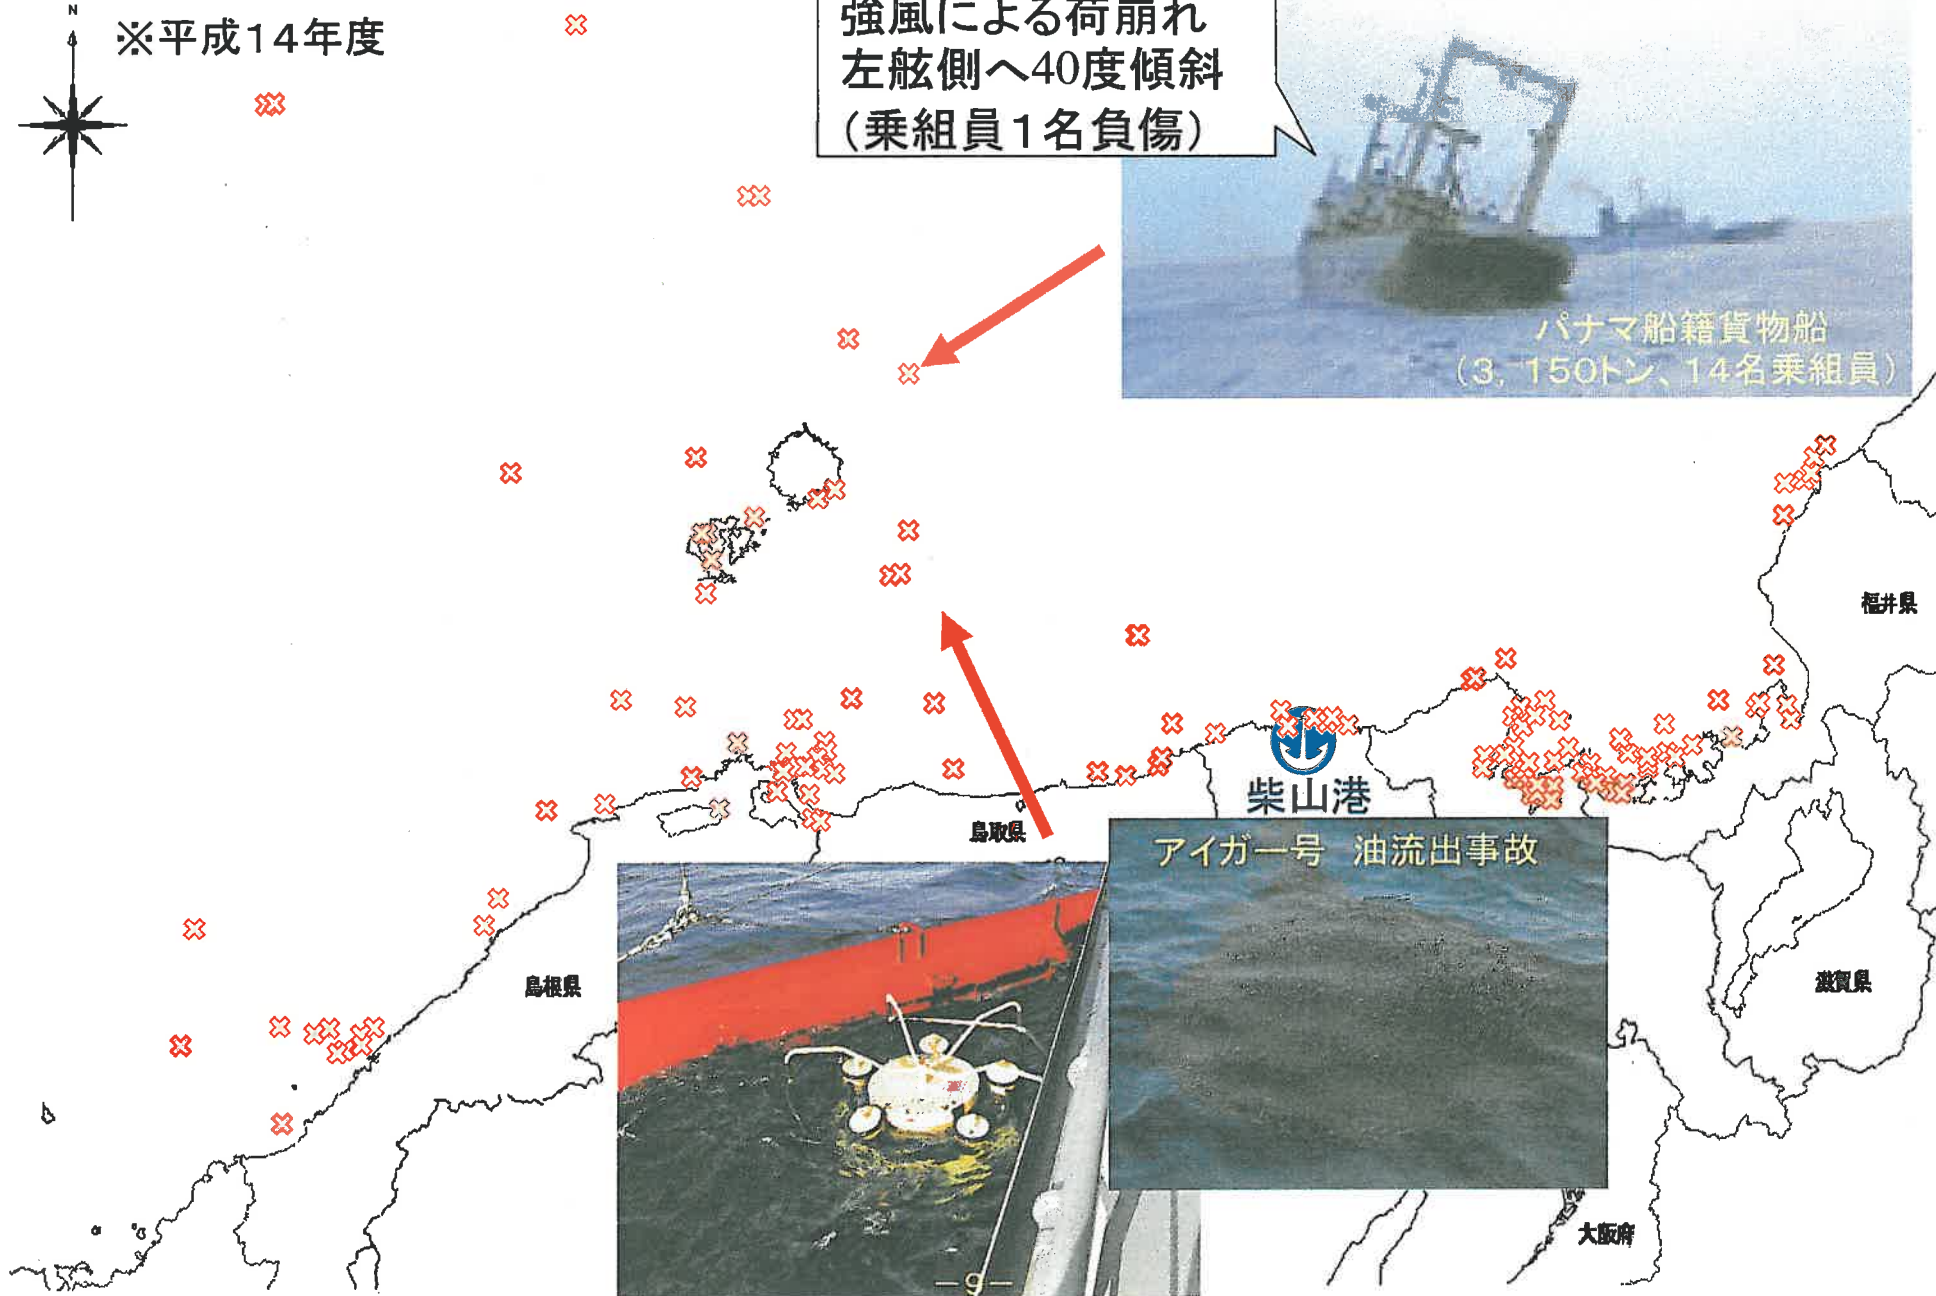 N
※平成14年度
強風による荷崩れ
左舷側へ40度傾斜
(乗組員1名負傷)
パナマ船籍貨物船
(3,150トン、14名乗組員)
福井県
柴山港
鳥取県
アイガー号 油流出事故
島根県
滋賀県
大阪府
-9-